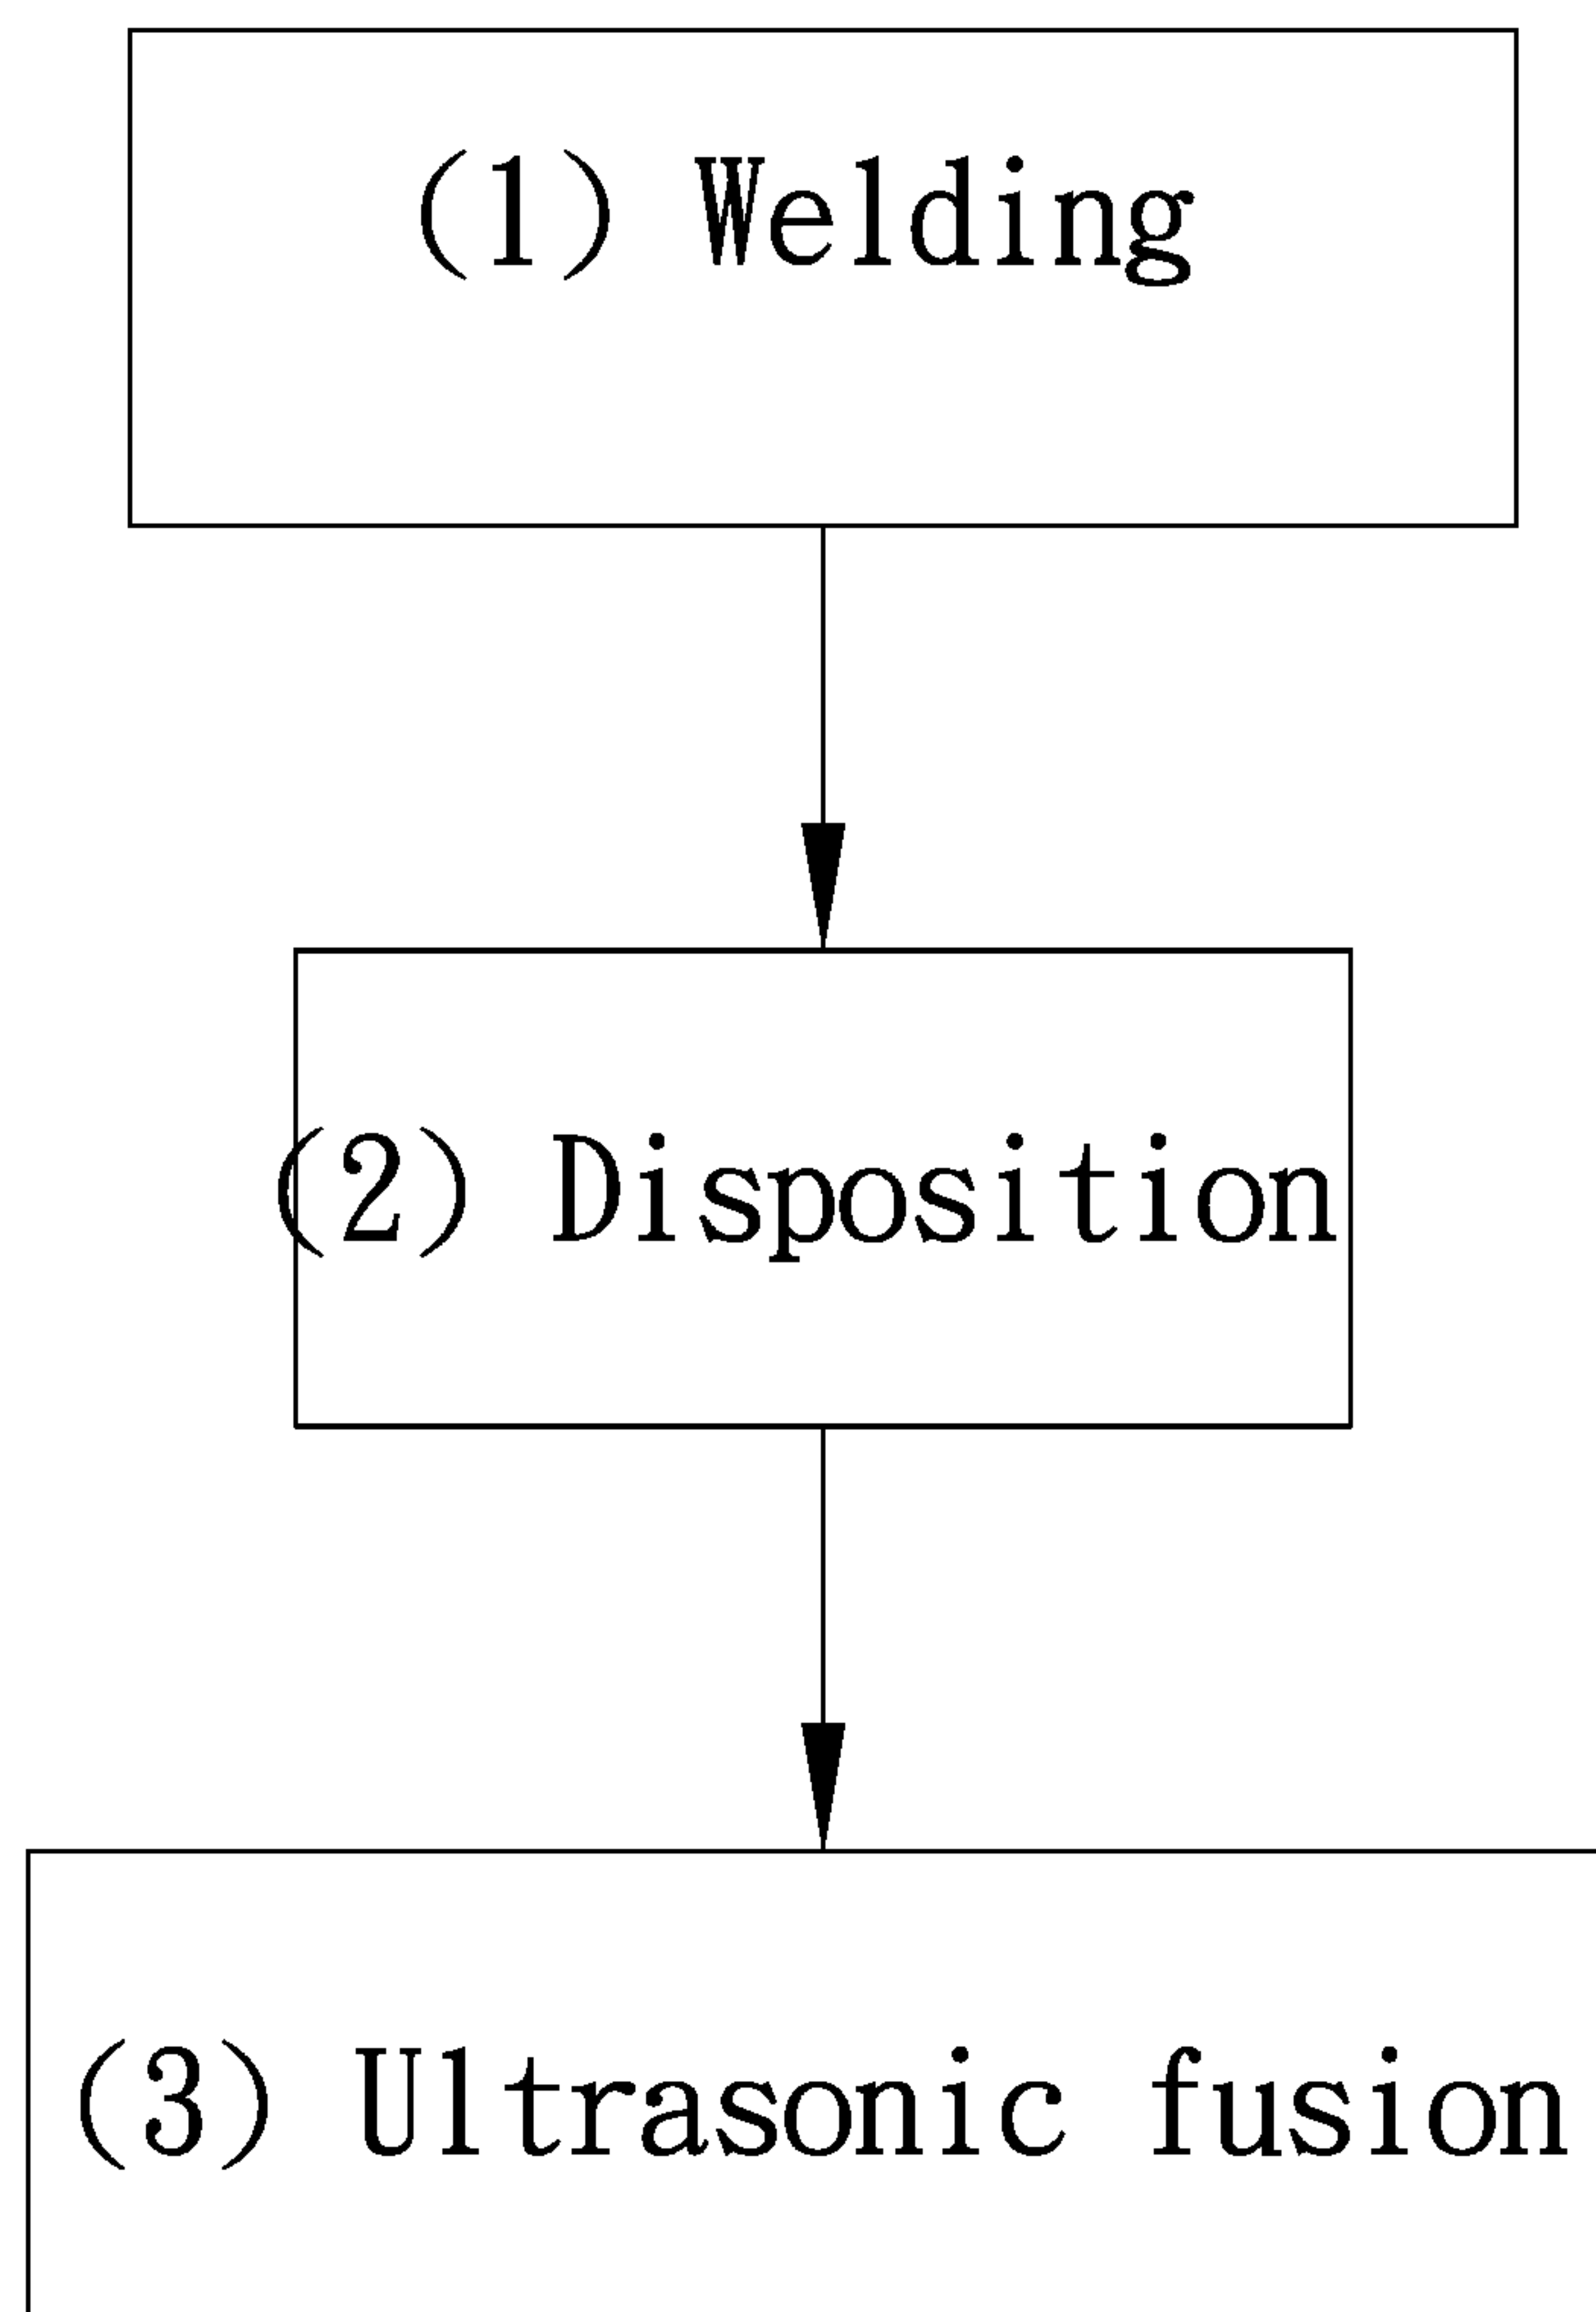 (1) Welding
(2) Disposition
(3) Ultrasonic fusion